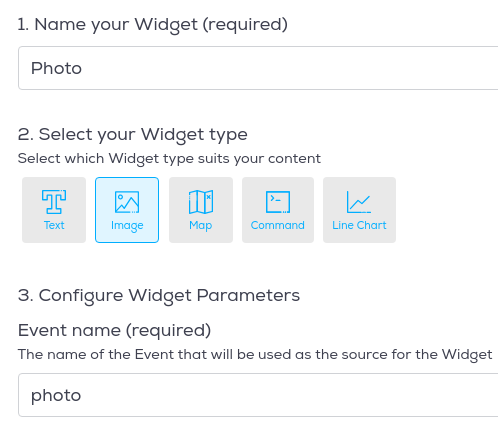 1. Name your Widget (required)
Photo
2. Select your Widget type
Select which Widget type suits your content
Text Image Map Command Line Chart
3. Configure Widget Parameters
Event name (required)
The name of the Event that will be used as the source for the Widget
photo